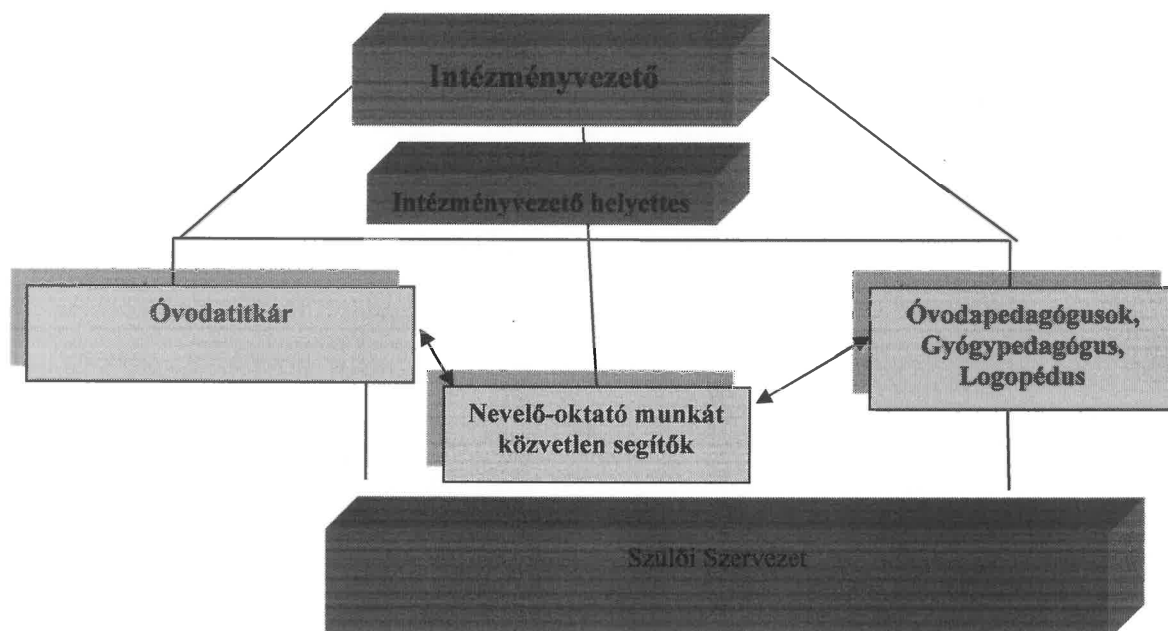 Intézményvezető
Intézményvezető helyettes
Óvodatitkár
Óvodapedagógusok,
Gyógypedagógus,
Logopédus
Nevelő-oktató munkát
közvetlen segítők
Szülői Szervezet